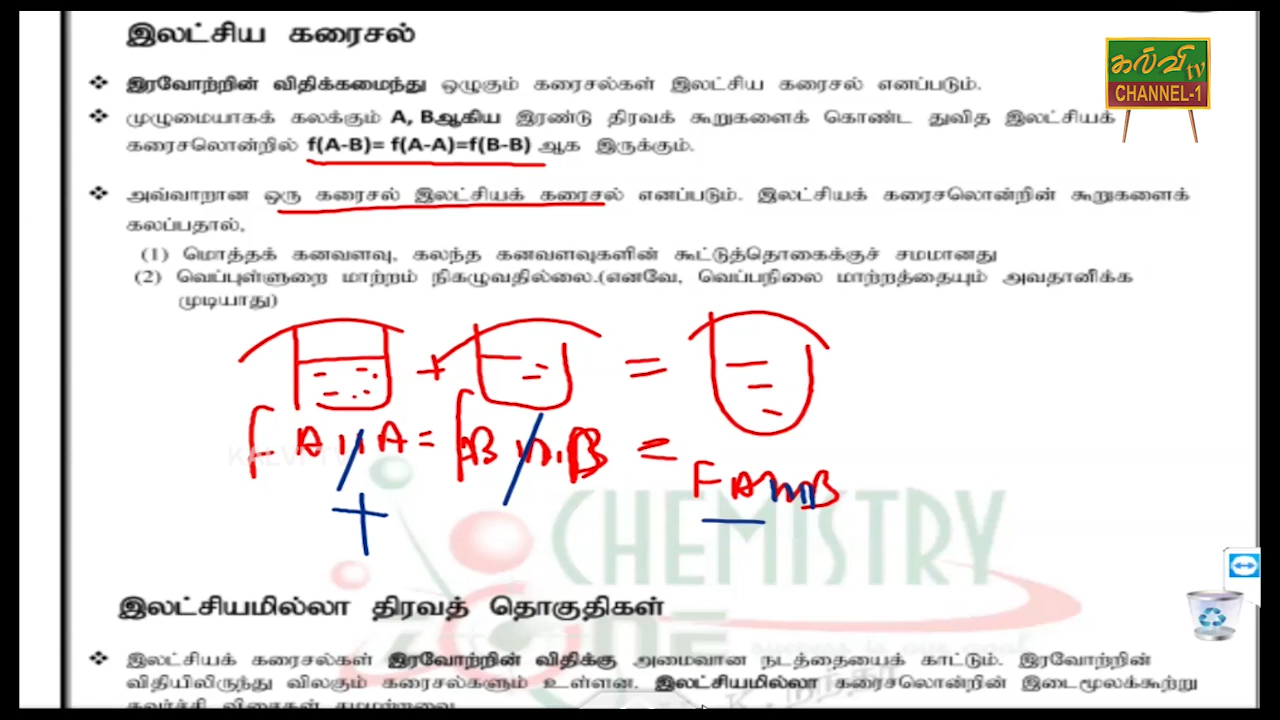 இலட்சிய கரைசல்
கல்வி tv
CHANNEL-1
❖ இரவோற்றின் விதிக்கமைந்து ஒழுகும் கரைசல்கள் இலட்சிய கரைசல் எனப்படும்.
❖ முழுமையாகக் கலக்கும் A, Bஆகிய இரண்டு திரவக் கூறுகளைக் கொண்ட துவித இலட்சியக்
கரைசலொன்றில் f(A-B)= f(A-A)=f(B-B) ஆக இருக்கும்.
❖ அவ்வாறான ஒரு கரைசல் இலட்சியக் கரைசல் எனப்படும். இலட்சியக் கரைசலொன்றின் கூறுகளைக்
கலப்பதால்,
(1) மொத்தக் கனவளவு, கலந்த கனவளவுகளின் கூட்டுத்தொகைக்குச் சமமானது
(2) வெப்புள்ளுறை மாற்றம் நிகழுவதில்லை.(எனவே, வெப்பநிலை மாற்றத்தையும் அவதானிக்க
முடியாது)
+ =
f A A = f B B =
F A B
KALVI TV
+
CHEMISTRY
இலட்சியமில்லா திரவத் தொகுதிகள்
❖ இலட்சியக் கரைசல்கள் இரவோற்றின் விதிக்கு அமைவான நடத்தையைக் காட்டும். இரவோற்றின்
விதியிலிருந்து விலகும் கரைசல்களும் உள்ளன. இலட்சியமில்லா கரைசலொன்றின் இடைமூலக்கூற்று